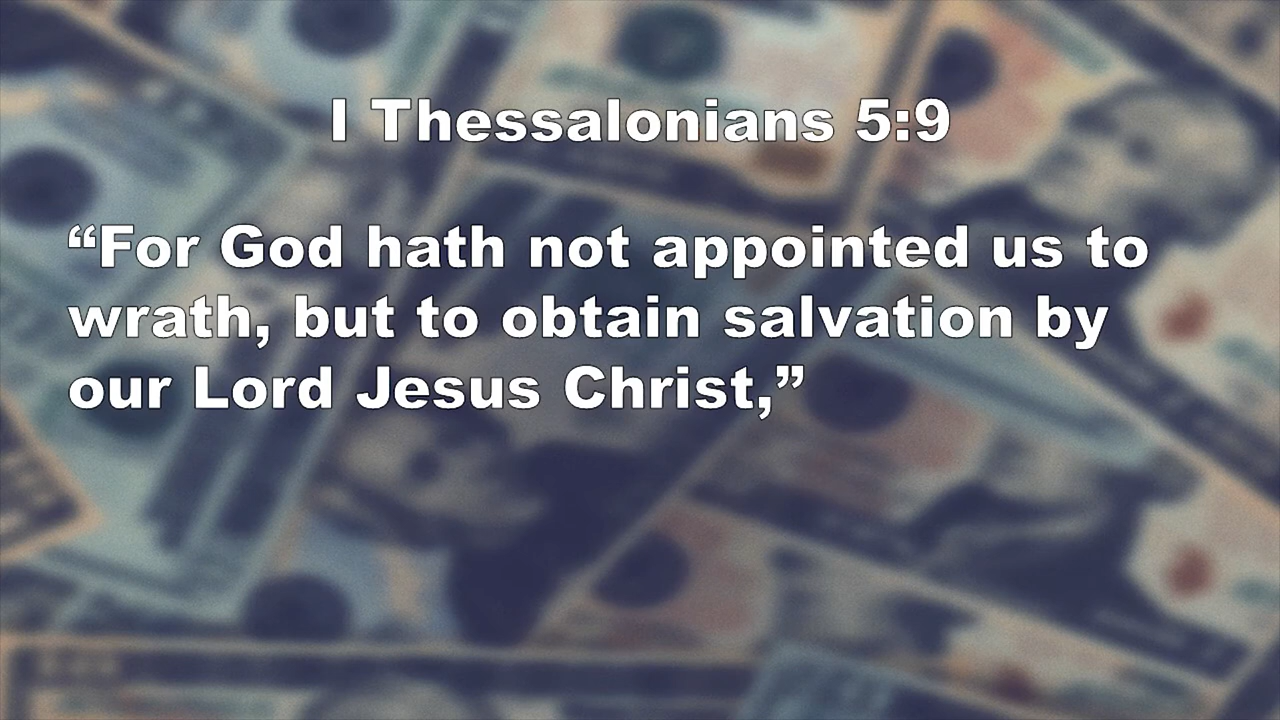 I Thessalonians 5:9
“For God hath not appointed us to
wrath, but to obtain salvation by
our Lord Jesus Christ,”